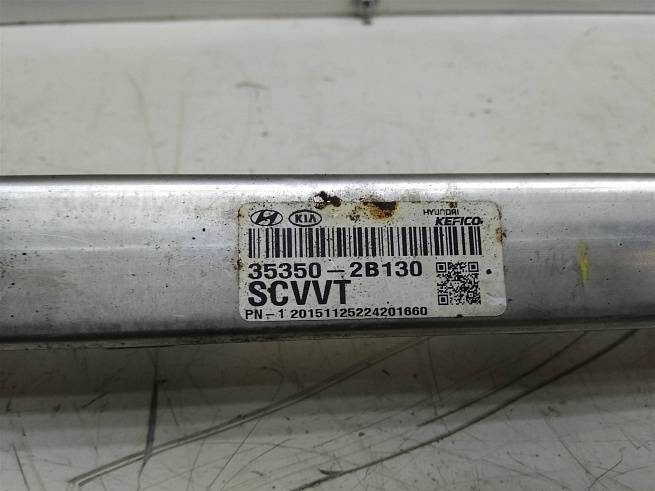 KIA
HYUNDAI
KEFICO
35350-2B130
SCVVT
PN-1 20151125224201660